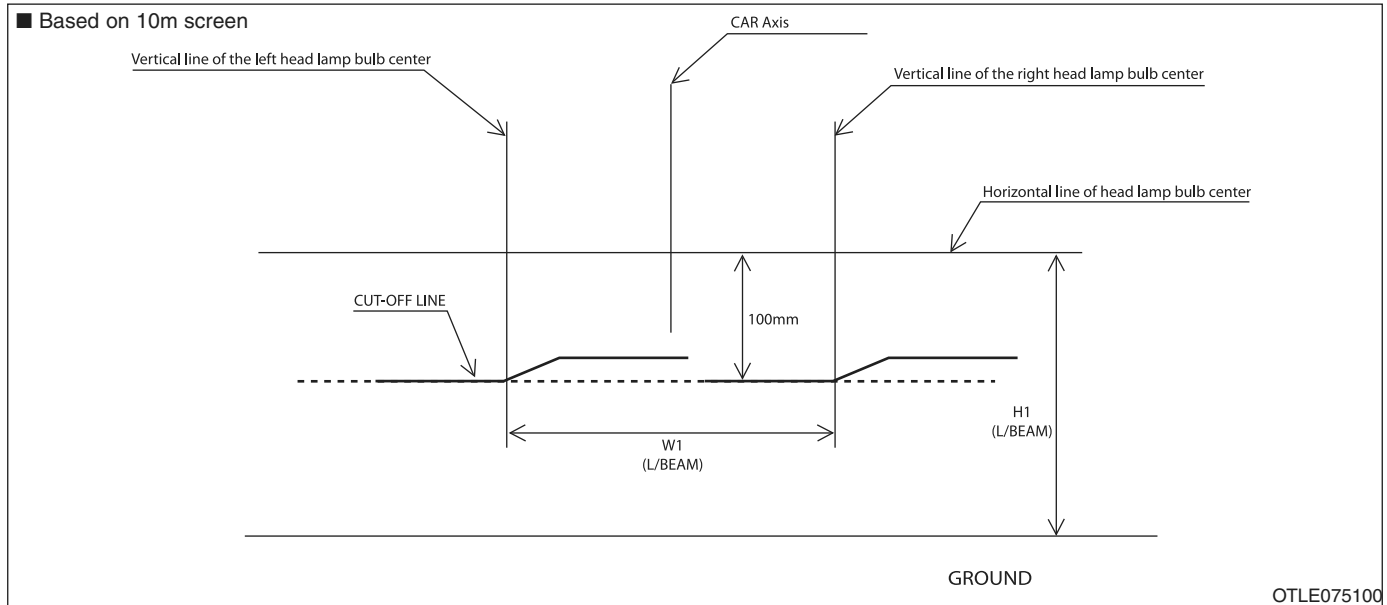 ■ Based on 10m screen
CAR Axis
Vertical line of the left head lamp bulb center
Vertical line of the right head lamp bulb center
Horizontal line of head lamp bulb center
CUT-OFF LINE
100mm
H1
(L/BEAM)
W1
(L/BEAM)
GROUND
OTLE075100